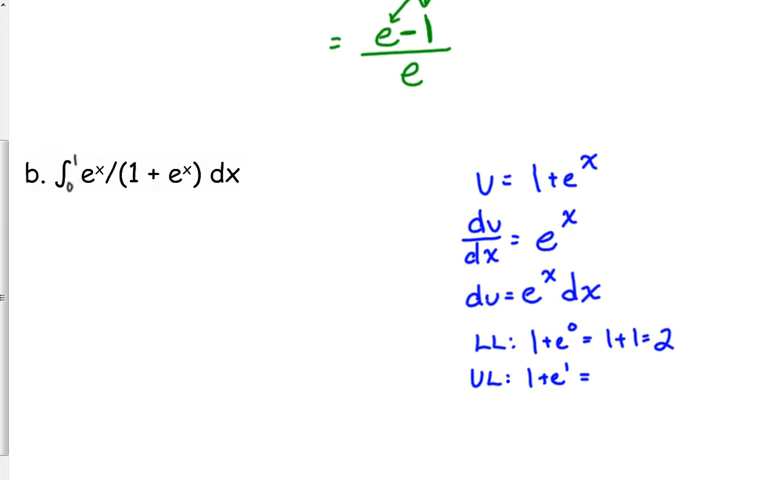 = e-1
e
b. ∫₀¹ eˣ/(1 + eˣ) dx
U = 1+eˣ
du
dx = eˣ
du = eˣ dx
LL: 1+e⁰ = 1+1=2
UL: 1+e¹ =